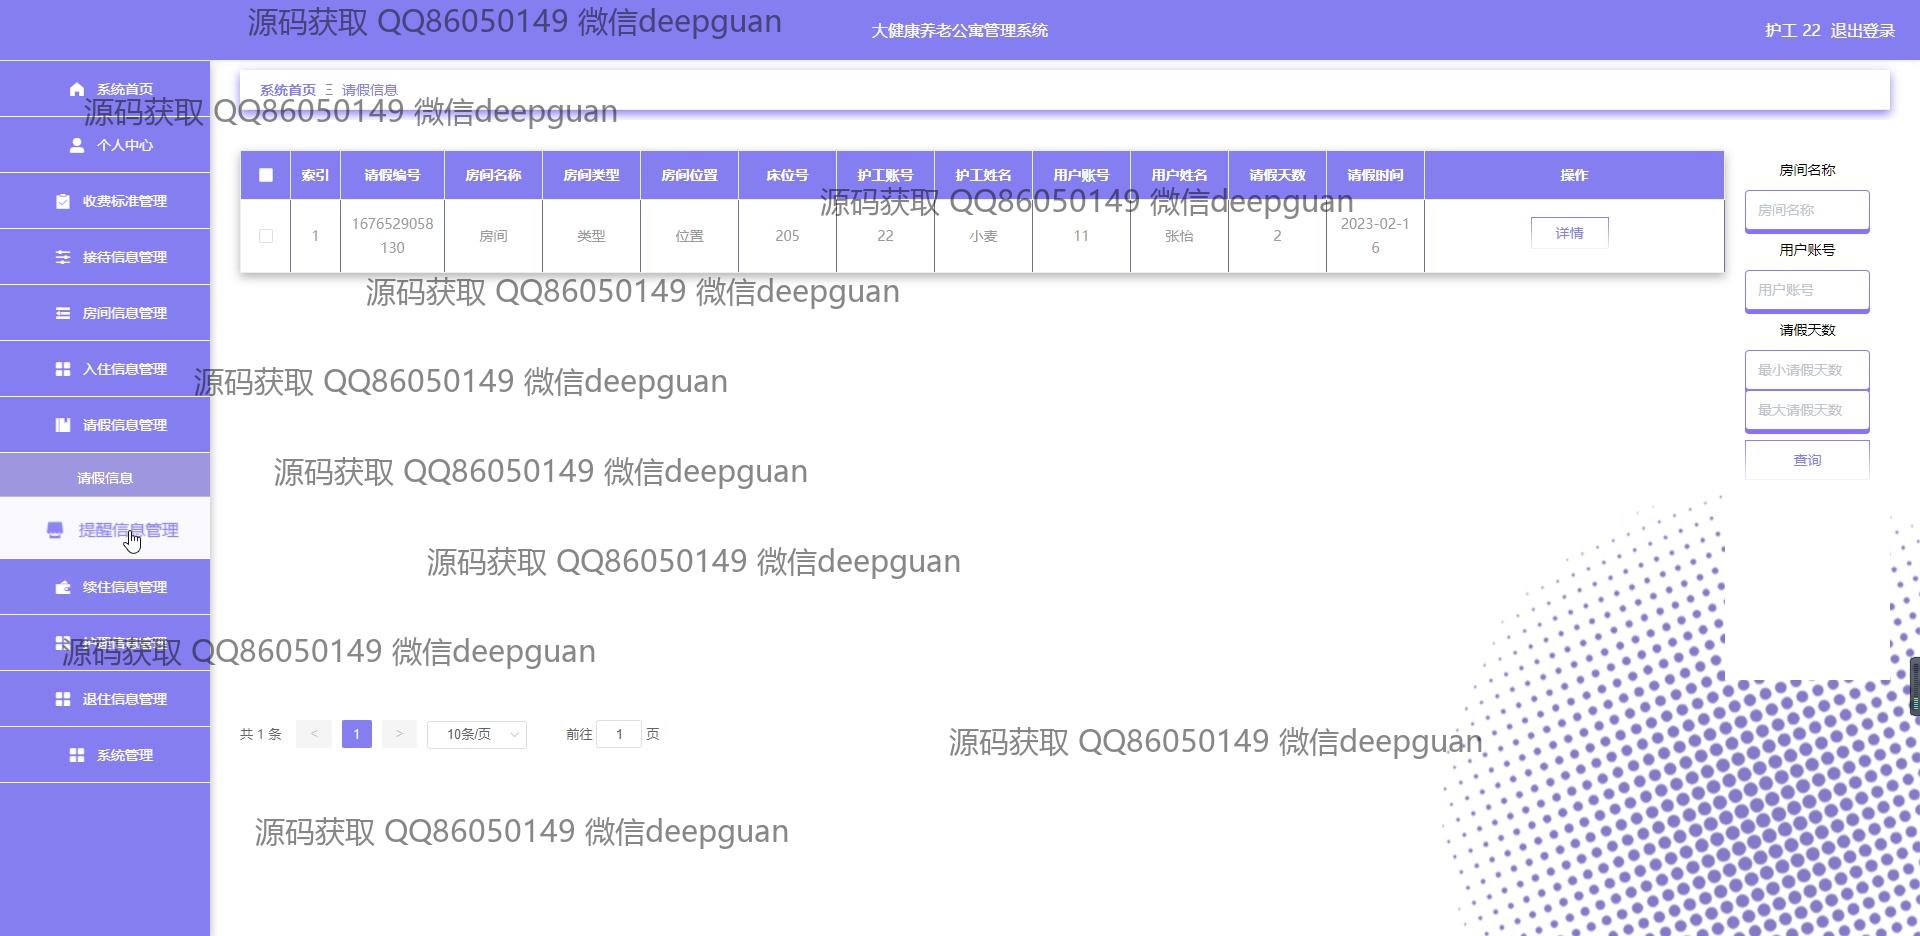 源码获取 QQ86050149 微信deepguan
大健康养老公寓管理系统
护工 22 退出登录
系统首页
系统首页 Ξ 请假信息
源码获取 QQ86050149 微信deepguan
个人中心
收费标准管理
接待信息管理
房间信息管理
入住信息管理
请假信息管理
请假信息
提醒信息管理
续住信息管理
护理信息管理
退住信息管理
系统管理
索引 请假编号 房间名称 房间类型 房间位置 床位号 护工账号 护工姓名 用户账号 用户姓名 请假天数 请假时间 操作
源码获取 QQ86050149 微信deepguan
1 1676529058 房间 类型 位置 205 22 小麦 11 张怡 2 2023-02-1 详情
130 6
房间名称
房间名称
用户账号
用户账号
请假天数
最小请假天数
最大请假天数
查询
源码获取 QQ86050149 微信deepguan
源码获取 QQ86050149 微信deepguan
源码获取 QQ86050149 微信deepguan
源码获取 QQ86050149 微信deepguan
源码获取 QQ86050149 微信deepguan
共 1 条 < 1 > 10条/页 前往 1 页
源码获取 QQ86050149 微信deepguan
源码获取 QQ86050149 微信deepguan